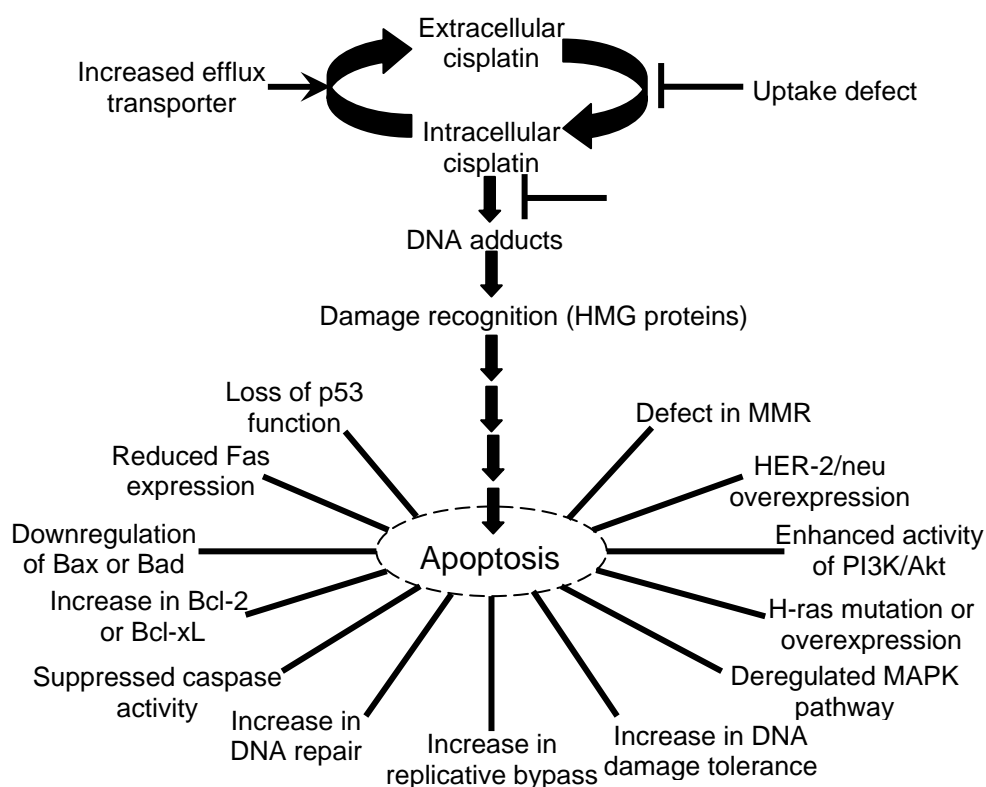 Extracellular
cisplatin
Increased efflux
transporter
Uptake defect
Intracellular
cisplatin
DNA adducts
Damage recognition (HMG proteins)
Loss of p53
function
Defect in MMR
Reduced Fas
expression
HER-2/neu
overexpression
Downregulation
of Bax or Bad
Apoptosis
Enhanced activity
of PI3K/Akt
Increase in Bcl-2
or Bcl-xL
H-ras mutation or
overexpression
Suppressed caspase
activity
Deregulated MAPK
pathway
Increase in
DNA repair
Increase in
replicative bypass
Increase in DNA
damage tolerance